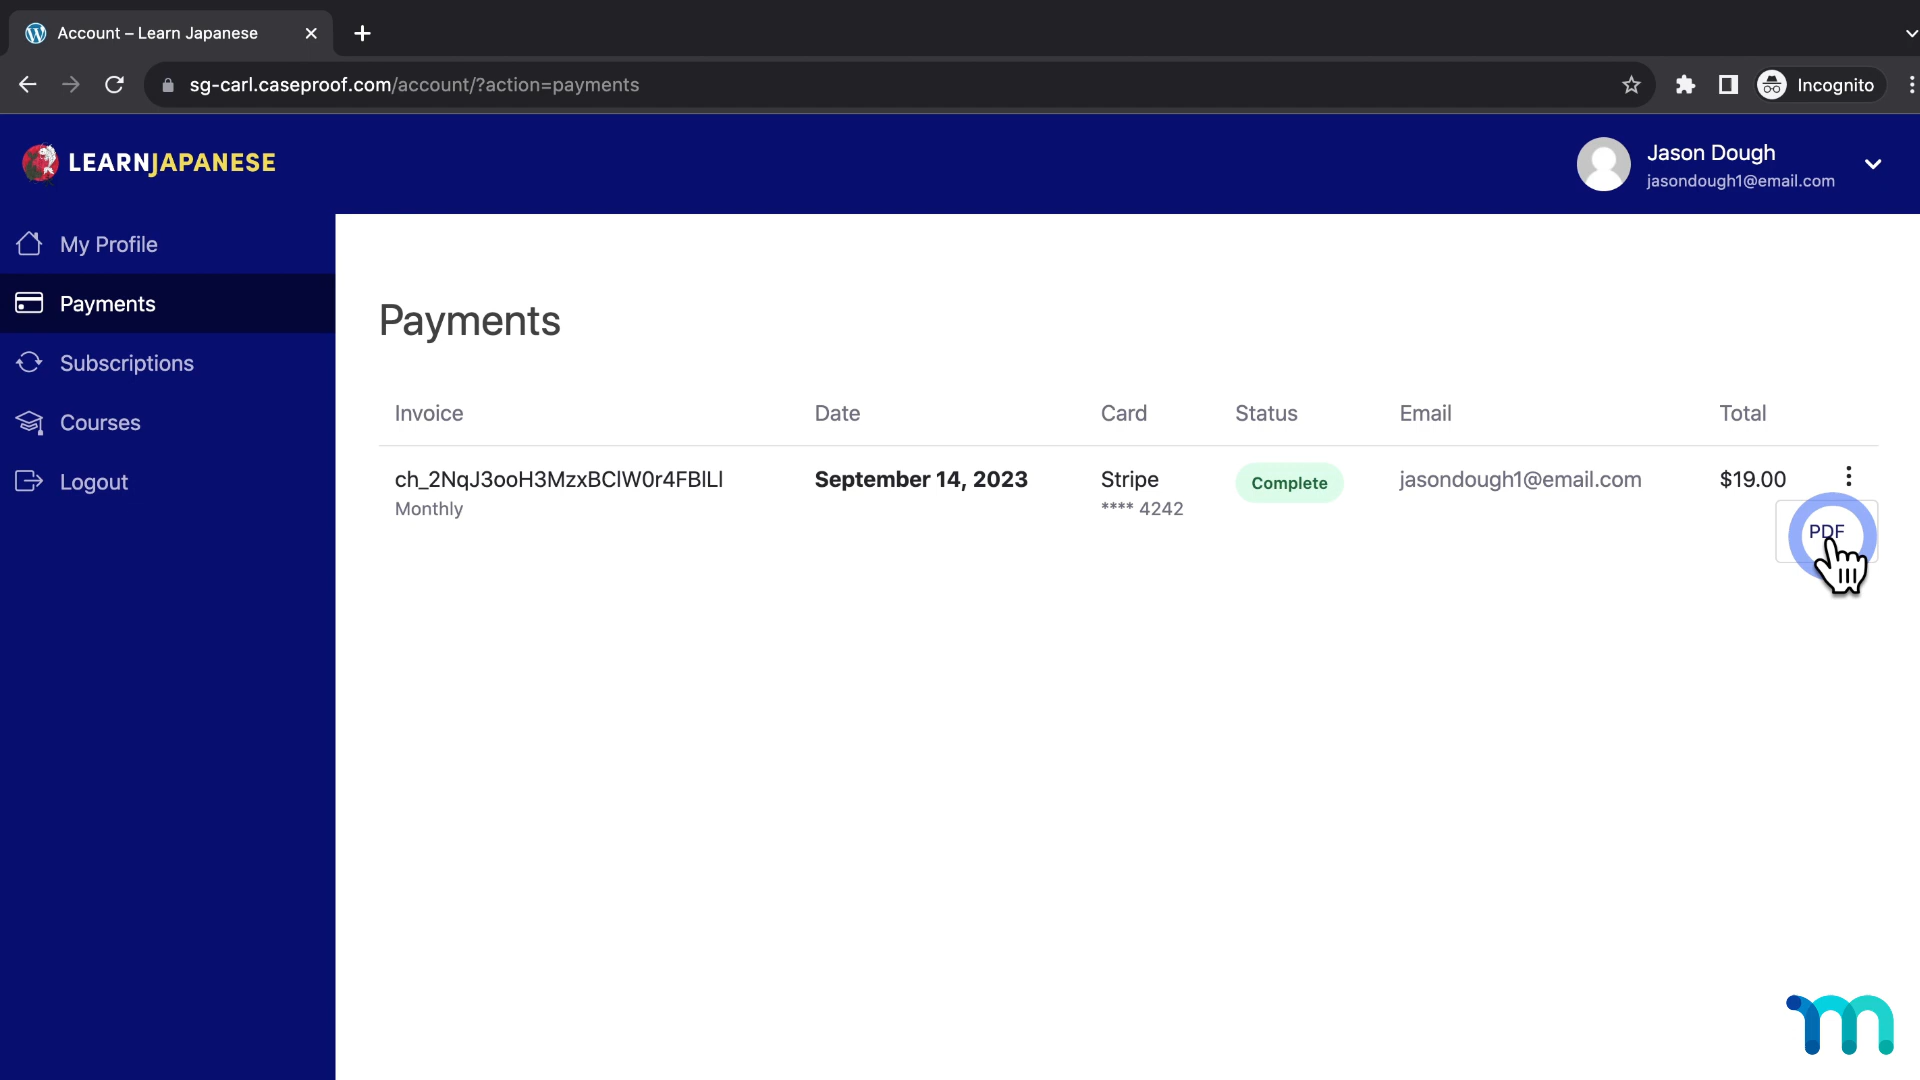 Account – Learn Japanese
sg-carl.caseproof.com/account/?action=payments
Incognito
LEARNJAPANESE
Jason Dough
jasondough1@email.com
My Profile
Payments
Subscriptions
Courses
Logout
Payments
Invoice Date Card Status Email Total
ch_2NqJ3ooH3MzxBClW0r4FBlLl September 14, 2023 Stripe Complete jasondough1@email.com $19.00
Monthly **** 4242
PDF